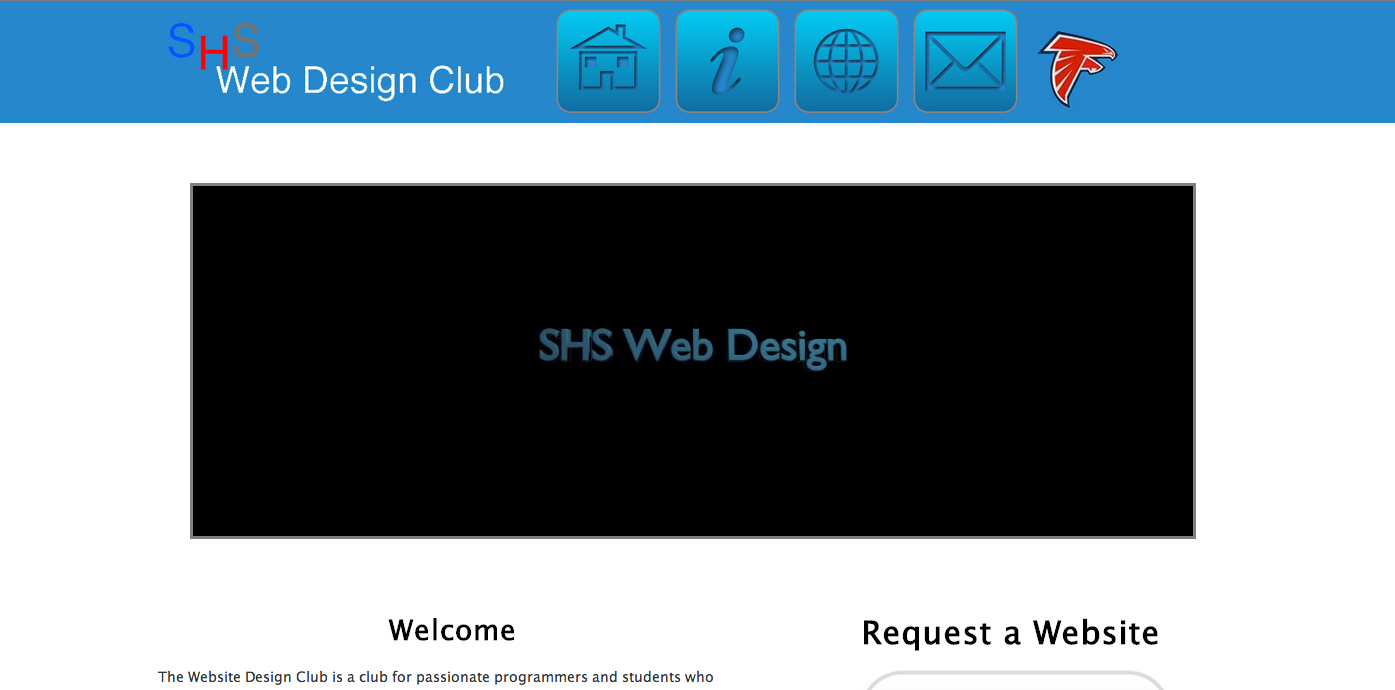 SHS
Web Design Club
SHS Web Design
Welcome
Request a Website
The Website Design Club is a club for passionate programmers and students who